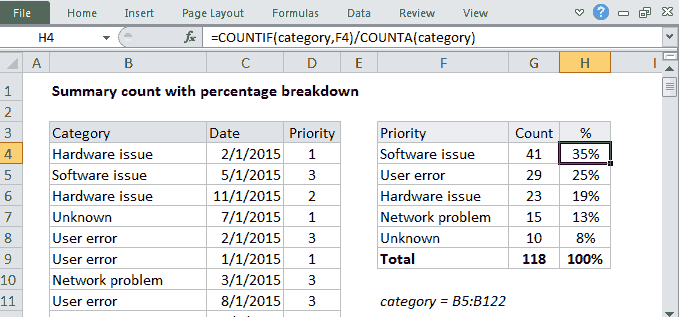 File Home Insert Page Layout Formulas Data Review View
H4 fx =COUNTIF(category,F4)/COUNTA(category)
A B C D E F G H I
1 Summary count with percentage breakdown
2
3 Category Date Priority Priority Count %
4 Hardware issue 2/1/2015 1 Software issue 41 35%
5 Software issue 5/1/2015 3 User error 29 25%
6 Hardware issue 11/1/2015 2 Hardware issue 23 19%
7 Unknown 7/1/2015 1 Network problem 15 13%
8 User error 2/1/2015 3 Unknown 10 8%
9 User error 1/1/2015 1 Total 118 100%
10 Network problem 3/1/2015 3
11 User error 8/1/2015 3 category = B5:B122